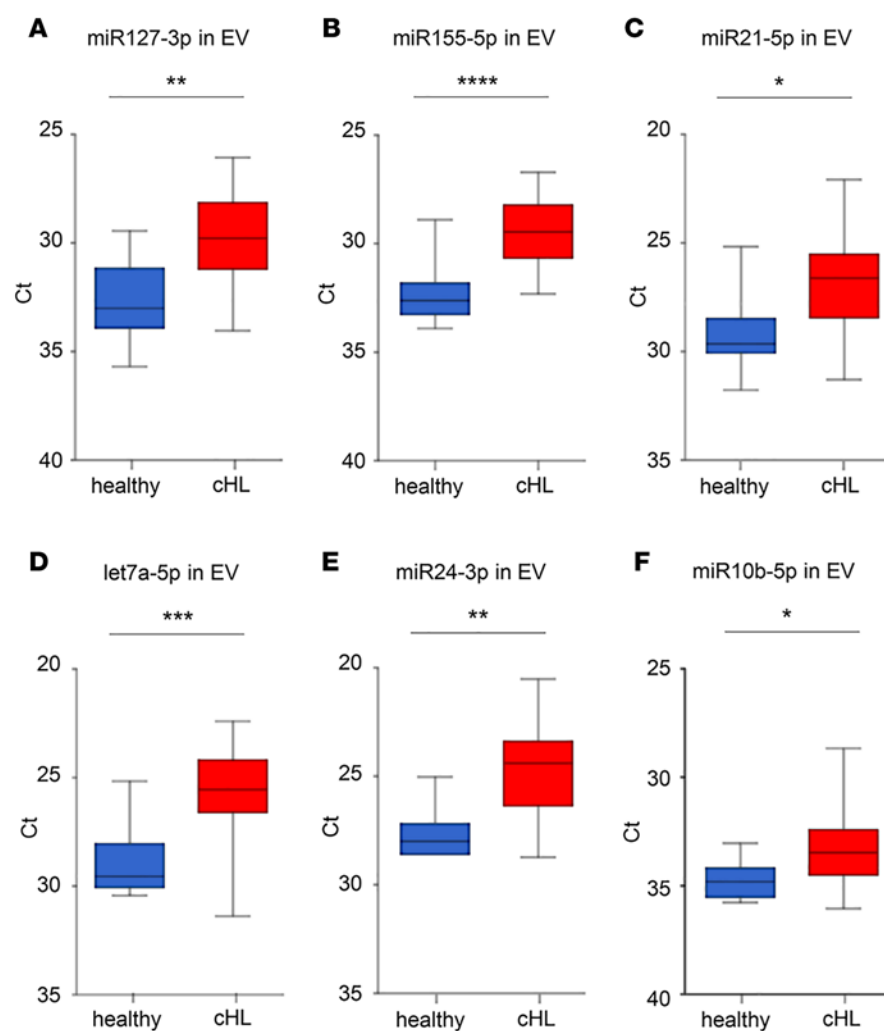 A miR127-3p in EV
**
Ct
25
30
35
40
healthy cHL
B miR155-5p in EV
****
Ct
25
30
35
40
healthy cHL
C miR21-5p in EV
*
Ct
20
25
30
35
healthy cHL
D let7a-5p in EV
***
Ct
20
25
30
35
healthy cHL
E miR24-3p in EV
**
Ct
20
25
30
35
healthy cHL
F miR10b-5p in EV
*
Ct
25
30
35
40
healthy cHL